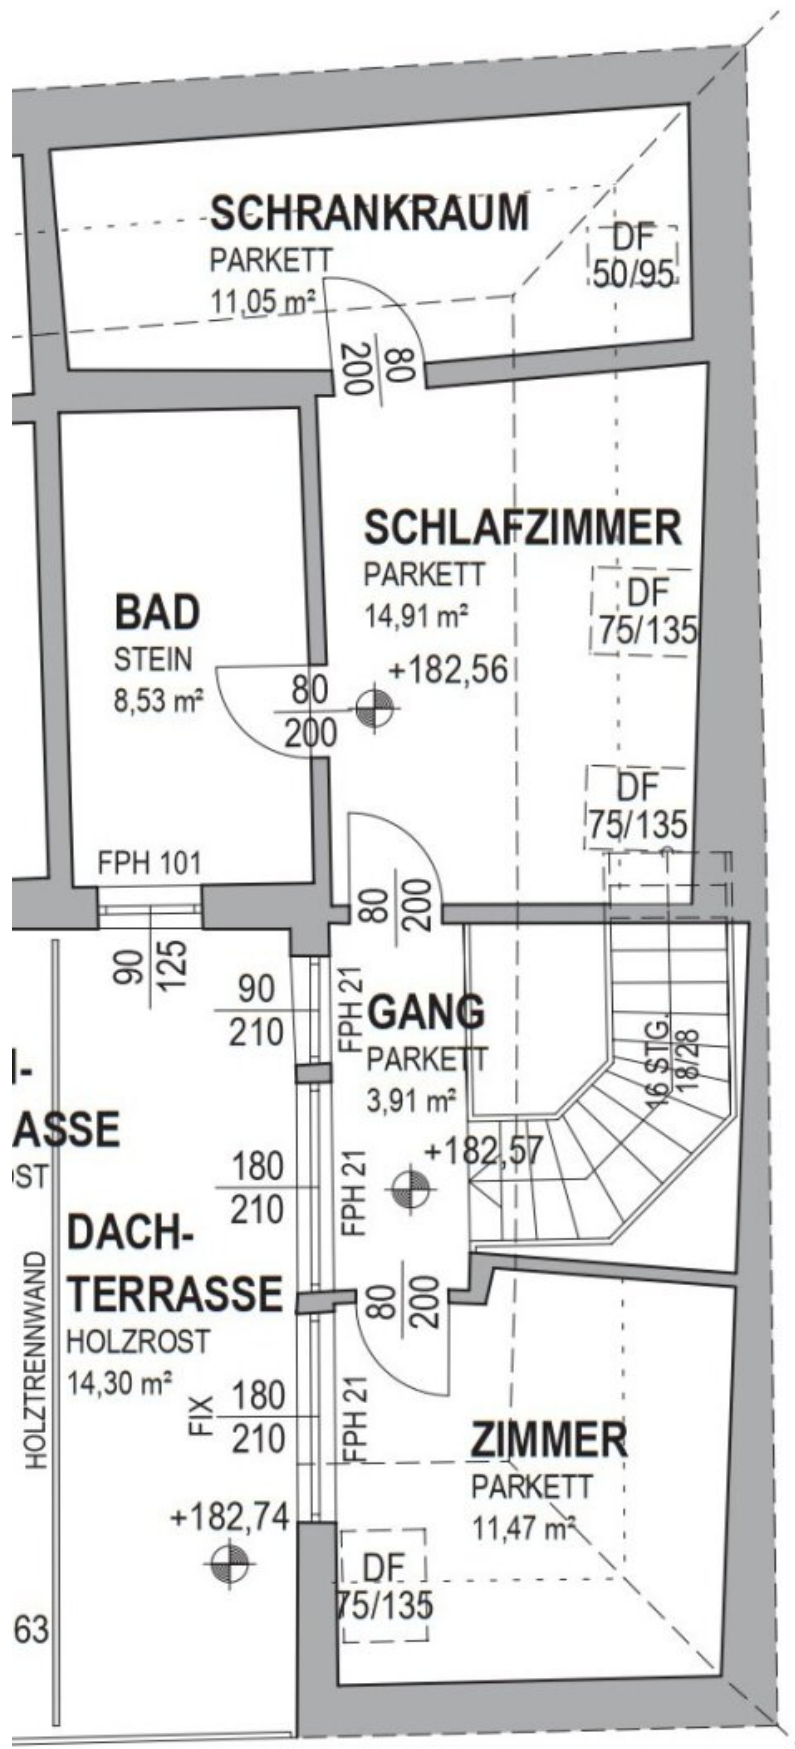 SCHRANKRAUM
PARKETT
11,05 m²
DF
50/95
80
200
SCHLAFZIMMER
PARKETT
14,91 m²
+182,56
DF
75/135
BAD
STEIN
8,53 m²
80
200
DF
75/135
FPH 101
90
125
80
200
90
210
FPH 21
GANG
PARKETT
3,91 m²
+182,57
16 STG.
18/28
ASSE
OST
180
210
FPH 21
DACH-
TERRASSE
HOLZROST
14,30 m²
HOLZTRENNWAND
80
200
FIX
180
210
FPH 21
ZIMMER
PARKETT
11,47 m²
+182,74
DF
75/135
63